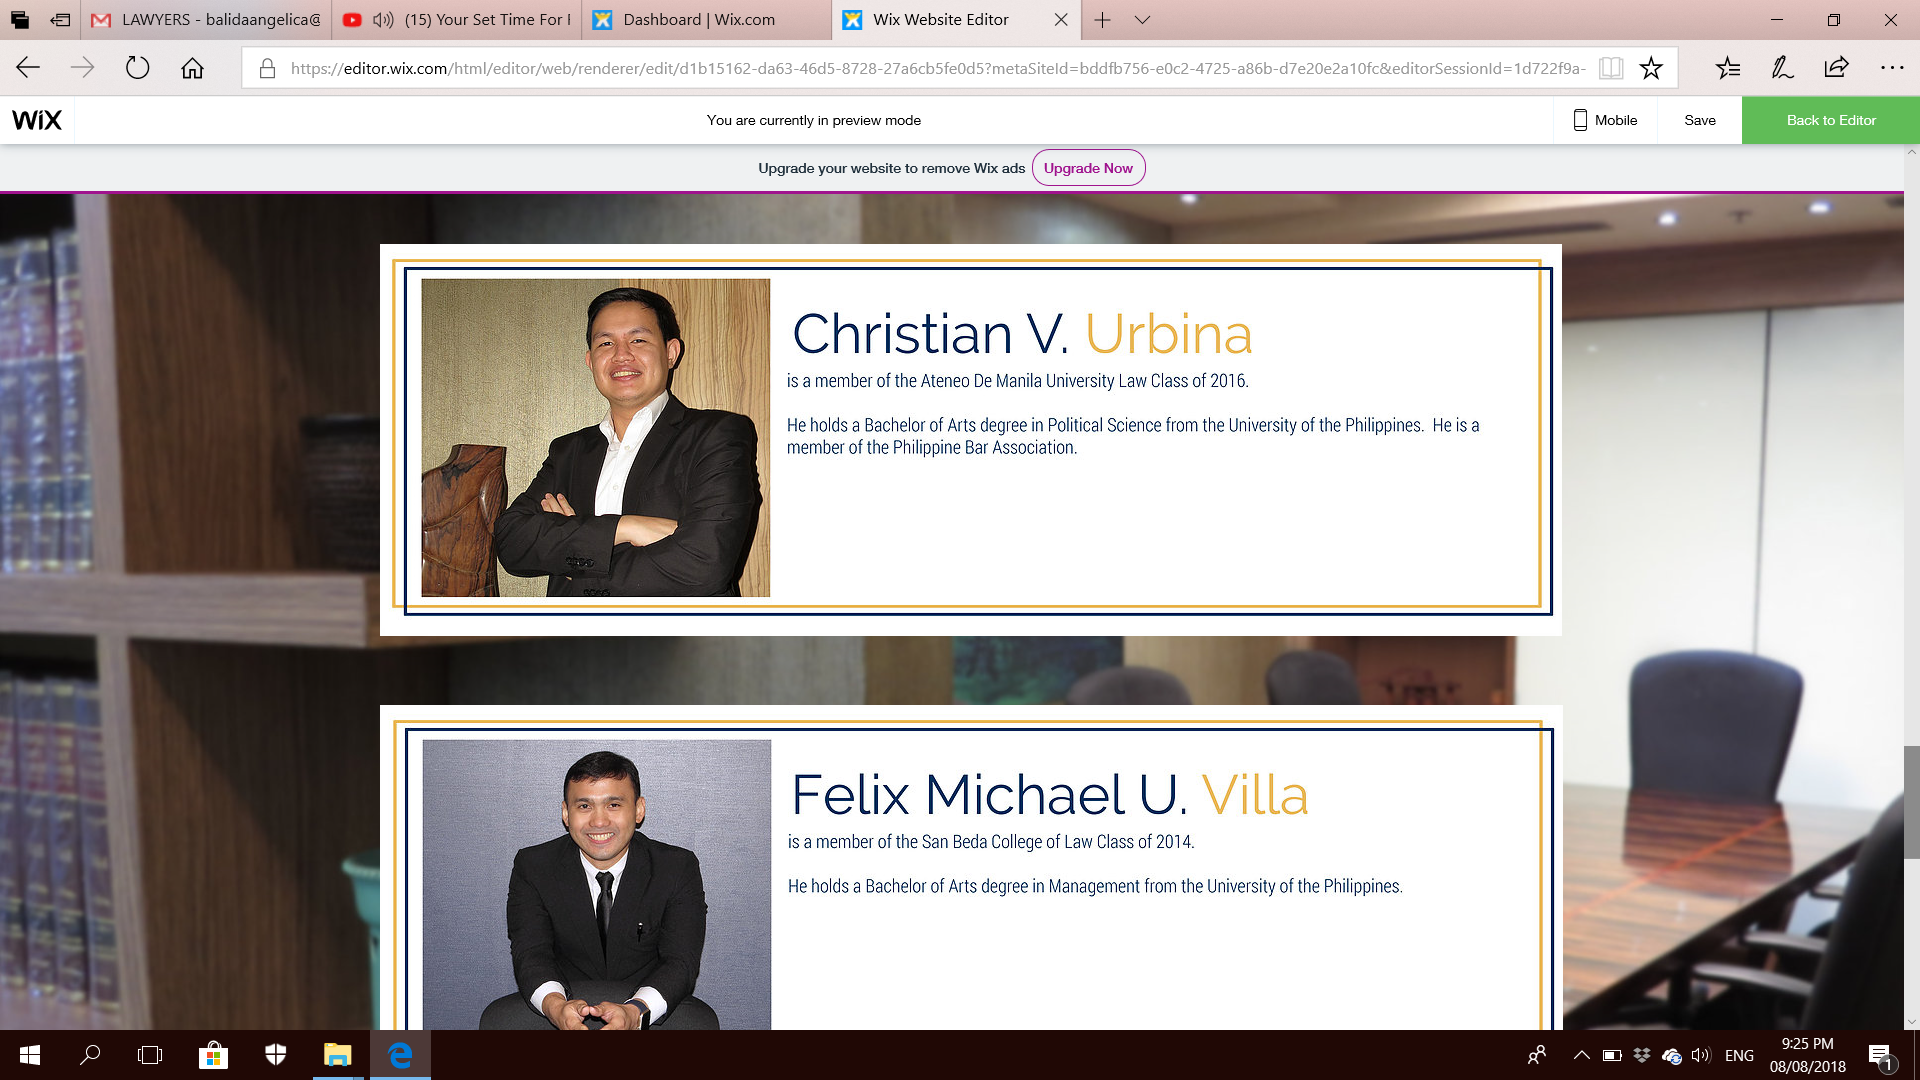 LAWYERS - balidaangelica@
(15) Your Set Time For
Dashboard | Wix.com
Wix Website Editor
https://editor.wix.com/html/editor/web/renderer/edit/d1b15162-da63-46d5-8728-27a6cb5fe0d5?metaSiteId=bddfb756-e0c2-4725-a86b-d7e20e2a10fc&editorSessionId=1d722f9a-
WiX
You are currently in preview mode
Mobile
Save
Back to Editor
Upgrade your website to remove Wix ads
Upgrade Now
Christian V. Urbina
is a member of the Ateneo De Manila University Law Class of 2016.
He holds a Bachelor of Arts degree in Political Science from the University of the Philippines. He is a
member of the Philippine Bar Association.
Felix Michael U. Villa
is a member of the San Beda College of Law Class of 2014.
He holds a Bachelor of Arts degree in Management from the University of the Philippines.
ENG
9:25 PM
08/08/2018
1